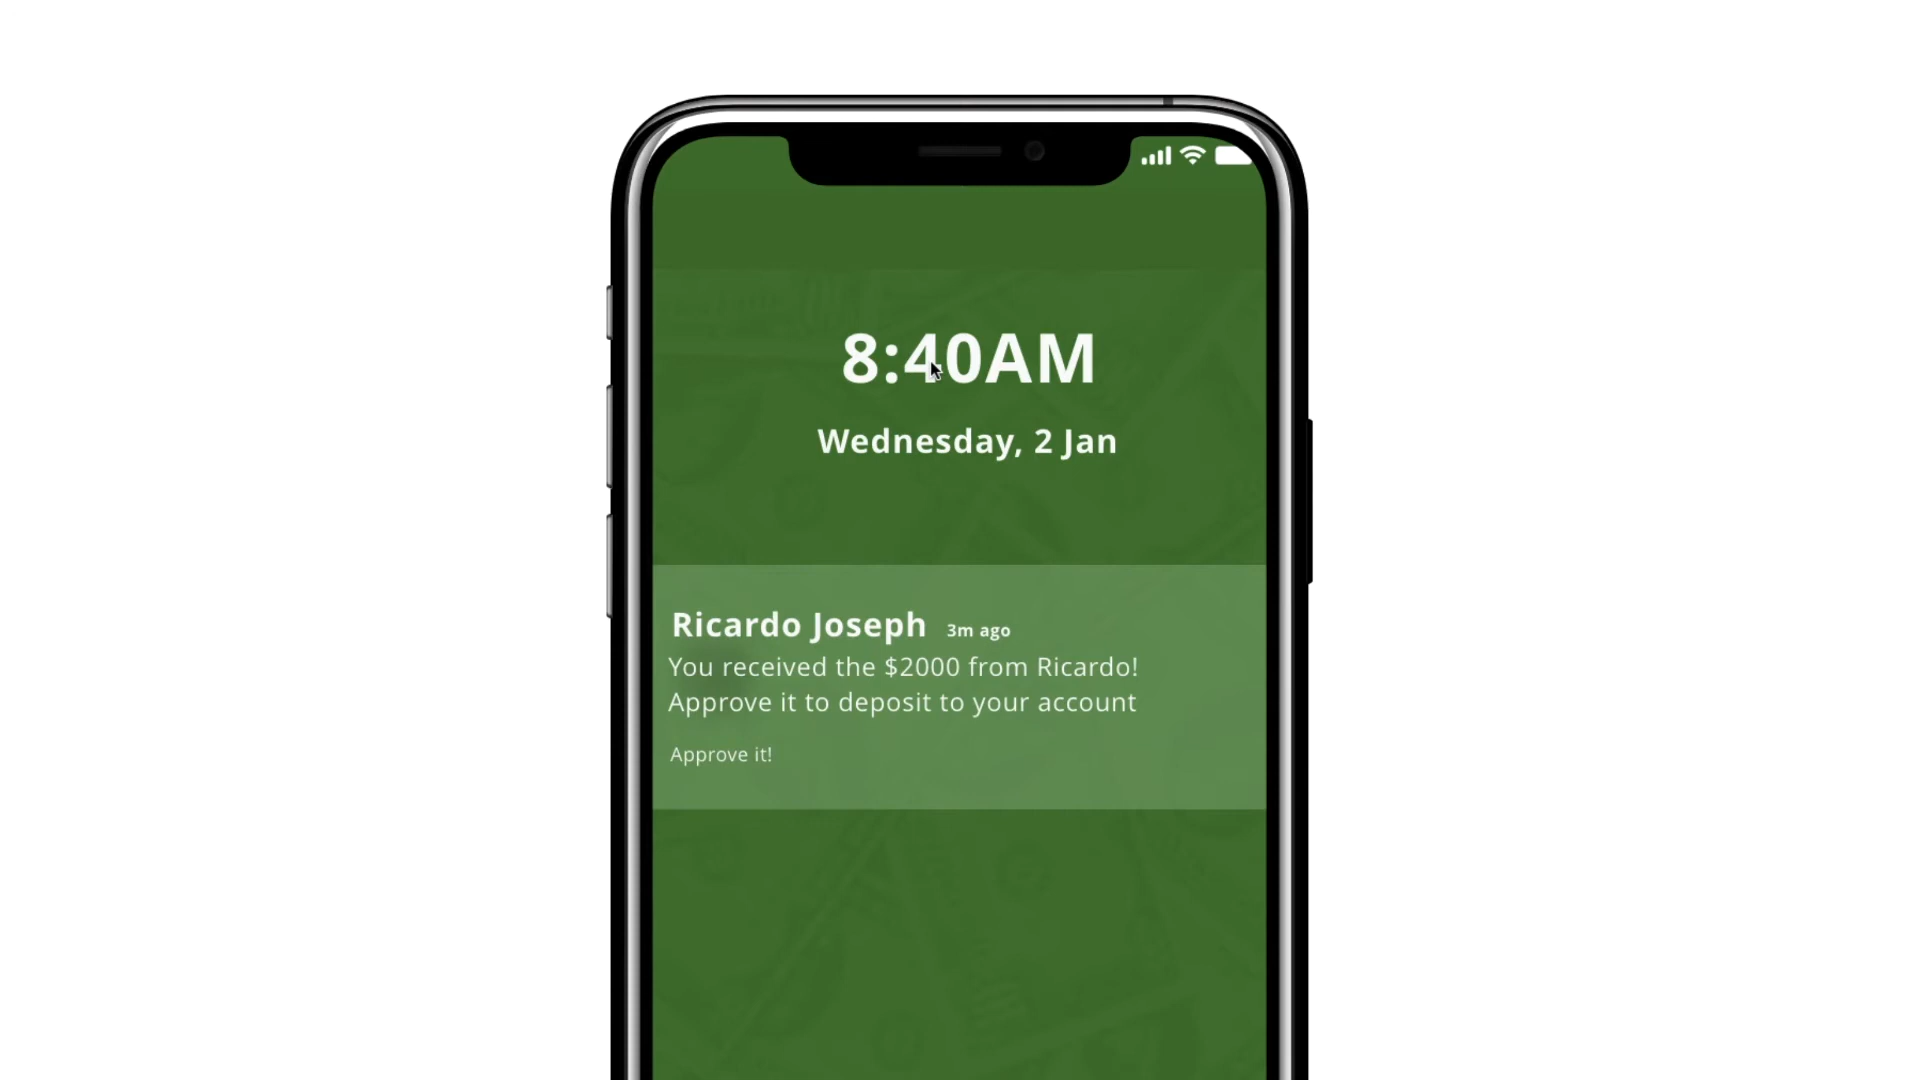 8:40AM
Wednesday, 2 Jan
Ricardo Joseph 3m ago
You received the $2000 from Ricardo!
Approve it to deposit to your account
Approve it!